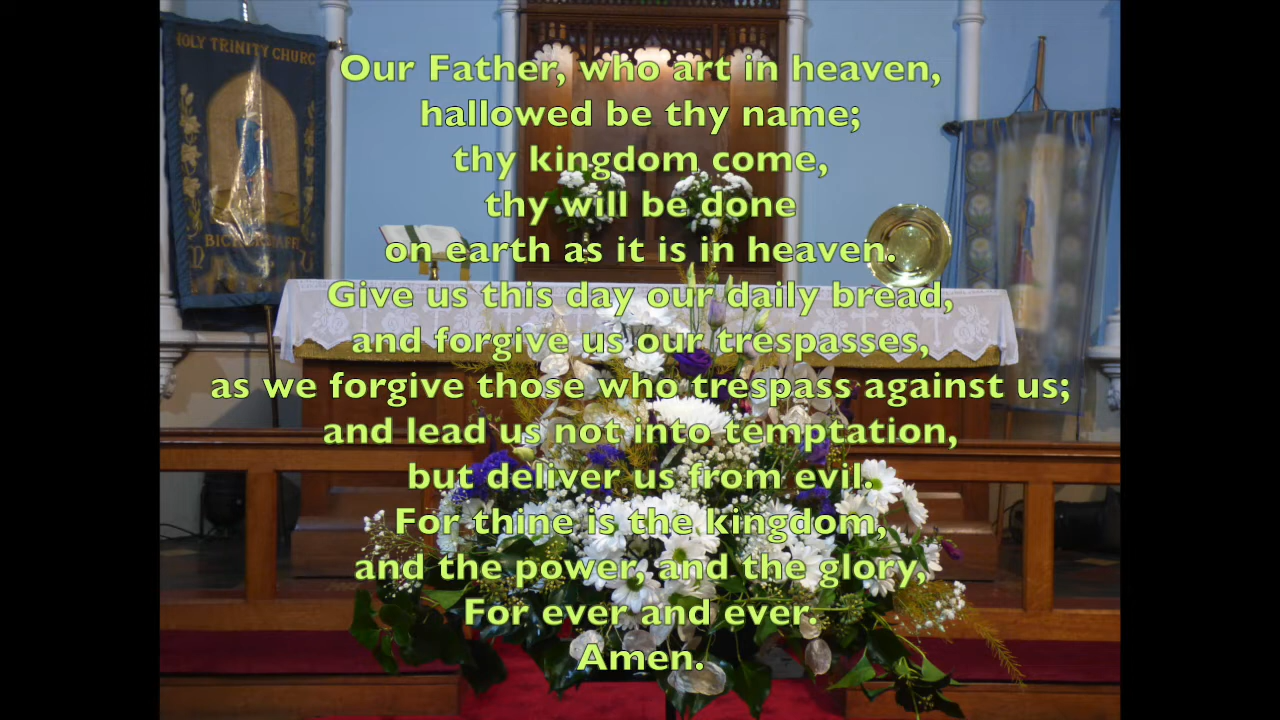 HOLY TRINITY CHURC
Our Father, who art in heaven,
hallowed be thy name;
thy kingdom come,
thy will be done
on earth as it is in heaven.
Give us this day our daily bread,
and forgive us our trespasses,
as we forgive those who trespass against us;
and lead us not into temptation,
but deliver us from evil.
For thine is the kingdom,
and the power, and the glory,
For ever and ever.
Amen.